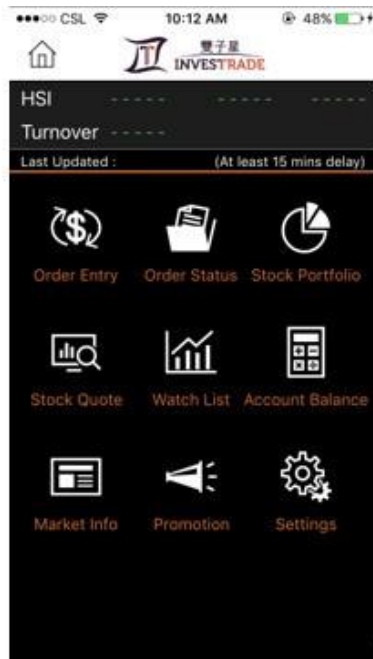 CSL 10:12 AM 48%
雙子星
INVESTRADE
HSI ----- ----- -----
Turnover -----
Last Updated : (At least 15 mins delay)
Order Entry Order Status Stock Portfolio
Stock Quote Watch List Account Balance
Market Info Promotion Settings